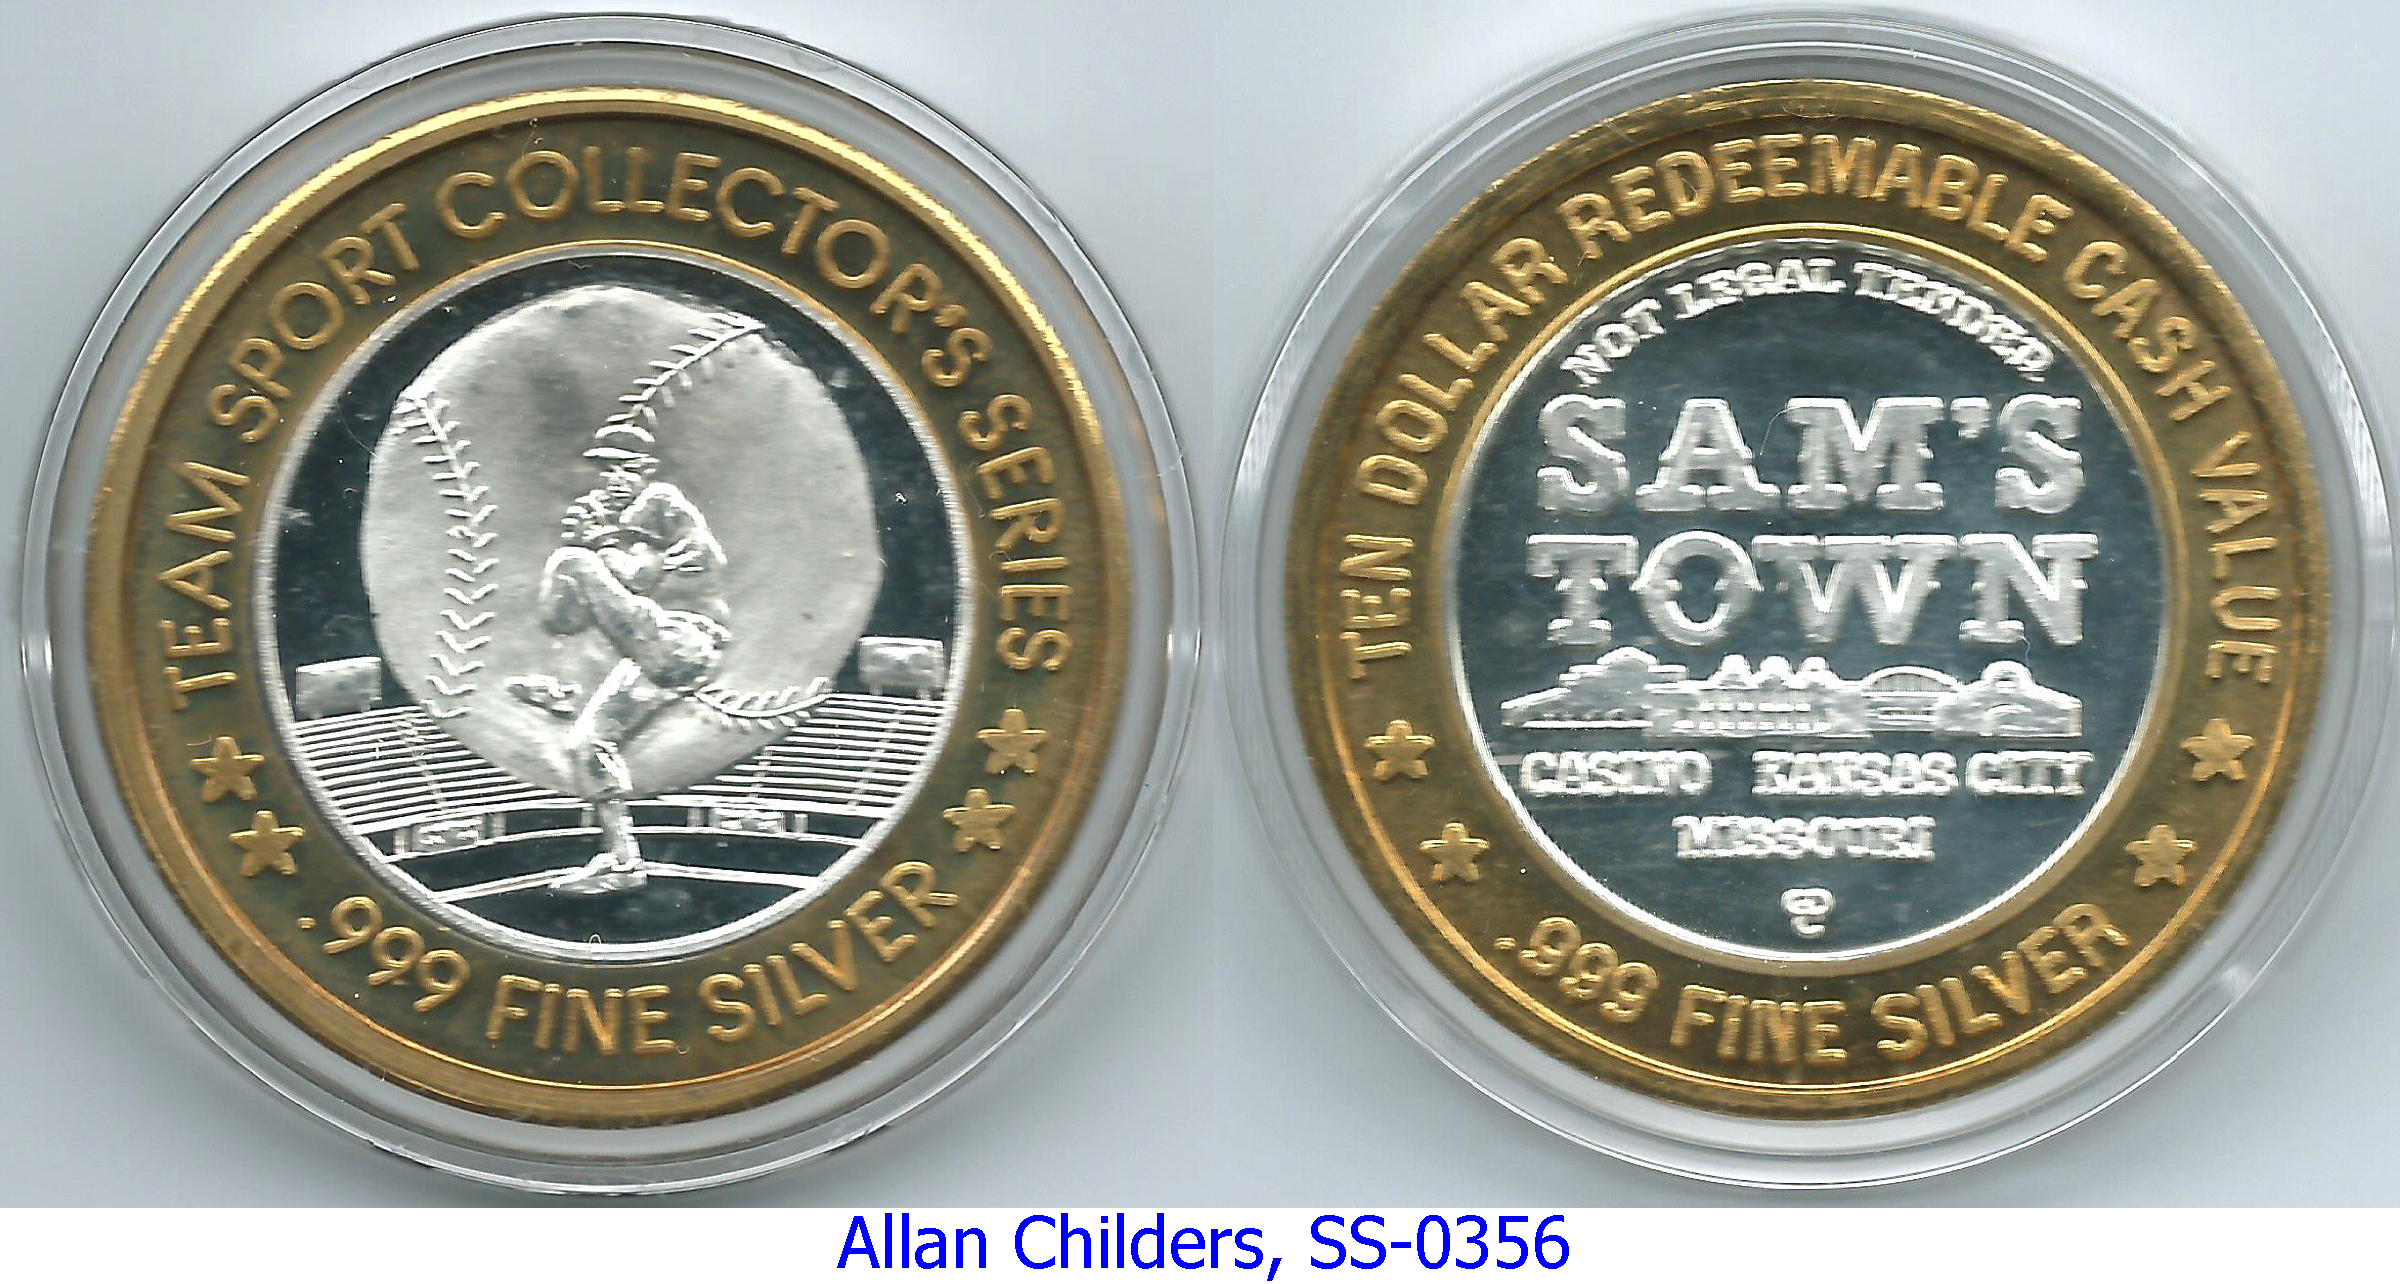 TEAM SPORT COLLECTOR'S SERIES
.999 FINE SILVER
TEN DOLLAR REDEEMABLE CASH VALUE
NOT LEGAL TENDER
SAM'S
TOWN
CASINO KANSAS CITY
MISSOURI
.999 FINE SILVER
Allan Childers, SS-0356